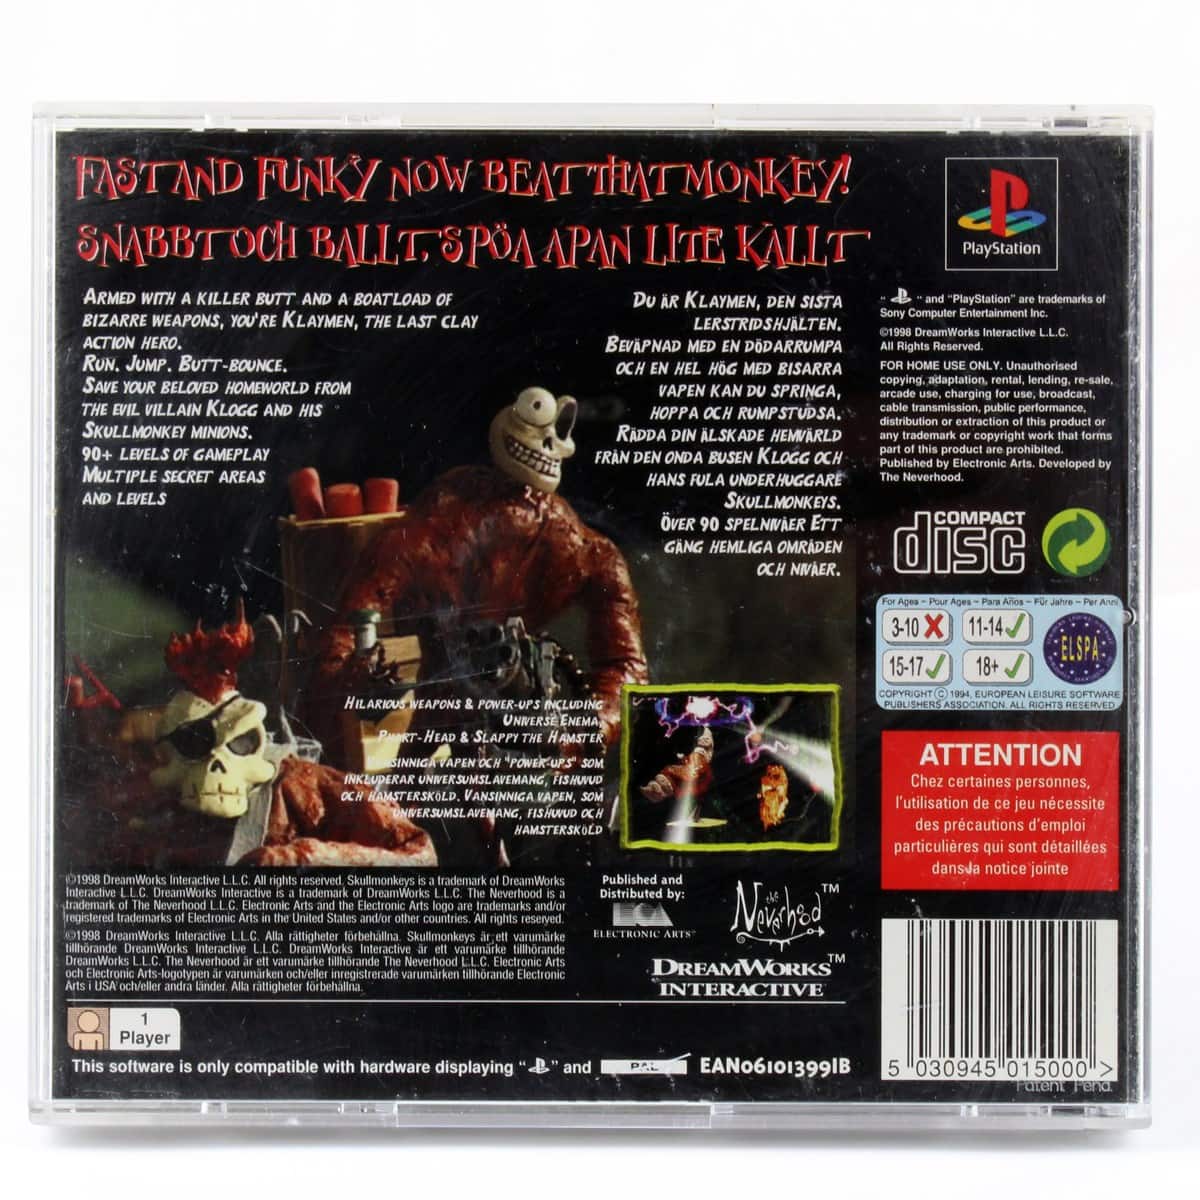 FAST AND FUNKY NOW BEAT THAT MONKEY!
SNABBT OCH BALLT, SPÖA APAN LITE KALLT
ARMED WITH A KILLER BUTT AND A BOATLOAD OF
BIZARRE WEAPONS, YOU'RE KLAYMEN, THE LAST CLAY
ACTION HERO.
RUN. JUMP. BUTT-BOUNCE.
SAVE YOUR BELOVED HOMEWORLD FROM
THE EVIL VILLAIN KLOGG AND HIS
SKULLMONKEY MINIONS.
90+ LEVELS OF GAMEPLAY
MULTIPLE SECRET AREAS
AND LEVELS
DU ÄR KLAYMEN, DEN SISTA
LERSTRIDSHJÄLTEN.
BEVÄPNAD MED EN DÖDARRUMPA
OCH EN HEL HÖG MED BISARRA
VAPEN KAN DU SPRINGA,
HOPPA OCH RUMPSTUDSA.
RÄDDA DIN ÄLSKADE HEMVÄRLD
FRÅN DEN ONDA BUSEN KLOGG OCH
HANS FULA UNDERHUGGARE
SKULLMONKEYS.
ÖVER 90 SPELNIVÅER ETT
GÄNG HEMLIGA OMRÅDEN
OCH NIVÅER.
HILARIOUS WEAPONS & POWER-UPS INCLUDING
UNIVERSE ENEMA,
PHART-HEAD & SLAPPY THE HAMSTER
VANSINNIGA VAPEN OCH "POWER-UPS" SOM
INKLUDERAR UNIVERSUMSLAVEMANG, FISHUVUD
OCH HAMSTERSKÖLD. VANSINNIGA VAPEN, SOM
UNIVERSUMSLAVEMANG, FISHUVUD OCH
HAMSTERSKÖLD
PlayStation
" " and "PlayStation" are trademarks of
Sony Computer Entertainment Inc.
©1998 DreamWorks Interactive L.L.C.
All Rights Reserved.
FOR HOME USE ONLY. Unauthorised
copying, adaptation, rental, lending, re-sale,
arcade use, charging for use, broadcast,
cable transmission, public performance,
distribution or extraction of this product or
any trademark or copyright work that forms
part of this product are prohibited.
Published by Electronic Arts. Developed by
The Neverhood.
COMPACT
disc
For Ages – Pour Ages – Para Años – Für Jahre – Per Anni
3-10 11-14
15-17 18+
ELSPA
COPYRIGHT © 1994, EUROPEAN LEISURE SOFTWARE
PUBLISHERS ASSOCIATION. ALL RIGHTS RESERVED
ATTENTION
Chez certaines personnes,
l'utilisation de ce jeu nécessite
des précautions d'emploi
particulières qui sont détaillées
dans la notice jointe
©1998 DreamWorks Interactive L.L.C. All rights reserved. Skullmonkeys is a trademark of DreamWorks
Interactive L.L.C. DreamWorks Interactive is a trademark of DreamWorks L.L.C. The Neverhood is a
trademark of The Neverhood L.L.C. Electronic Arts and the Electronic Arts logo are trademarks or
registered trademarks of Electronic Arts in the United States and/or other countries. All rights reserved.
©1998 DreamWorks Interactive L.L.C. Alla rättigheter förbehållna. Skullmonkeys är ett varumärke
tillhörande DreamWorks Interactive L.L.C. DreamWorks Interactive är ett varumärke tillhörande
DreamWorks L.L.C. The Neverhood är ett varumärke tillhörande The Neverhood L.L.C. Electronic Arts
och Electronic Arts-logotypen är varumärken och/eller inregistrerade varumärken tillhörande Electronic
Arts i USA och/eller andra länder. Alla rättigheter förbehållna.
Published and
Distributed by:
ELECTRONIC ARTS™
the Neverhood™
DREAMWORKS™
INTERACTIVE
1
Player
This software is only compatible with hardware displaying " " and PAL
EAN06101399IB
5 030945 015000 >
Patent Pend.